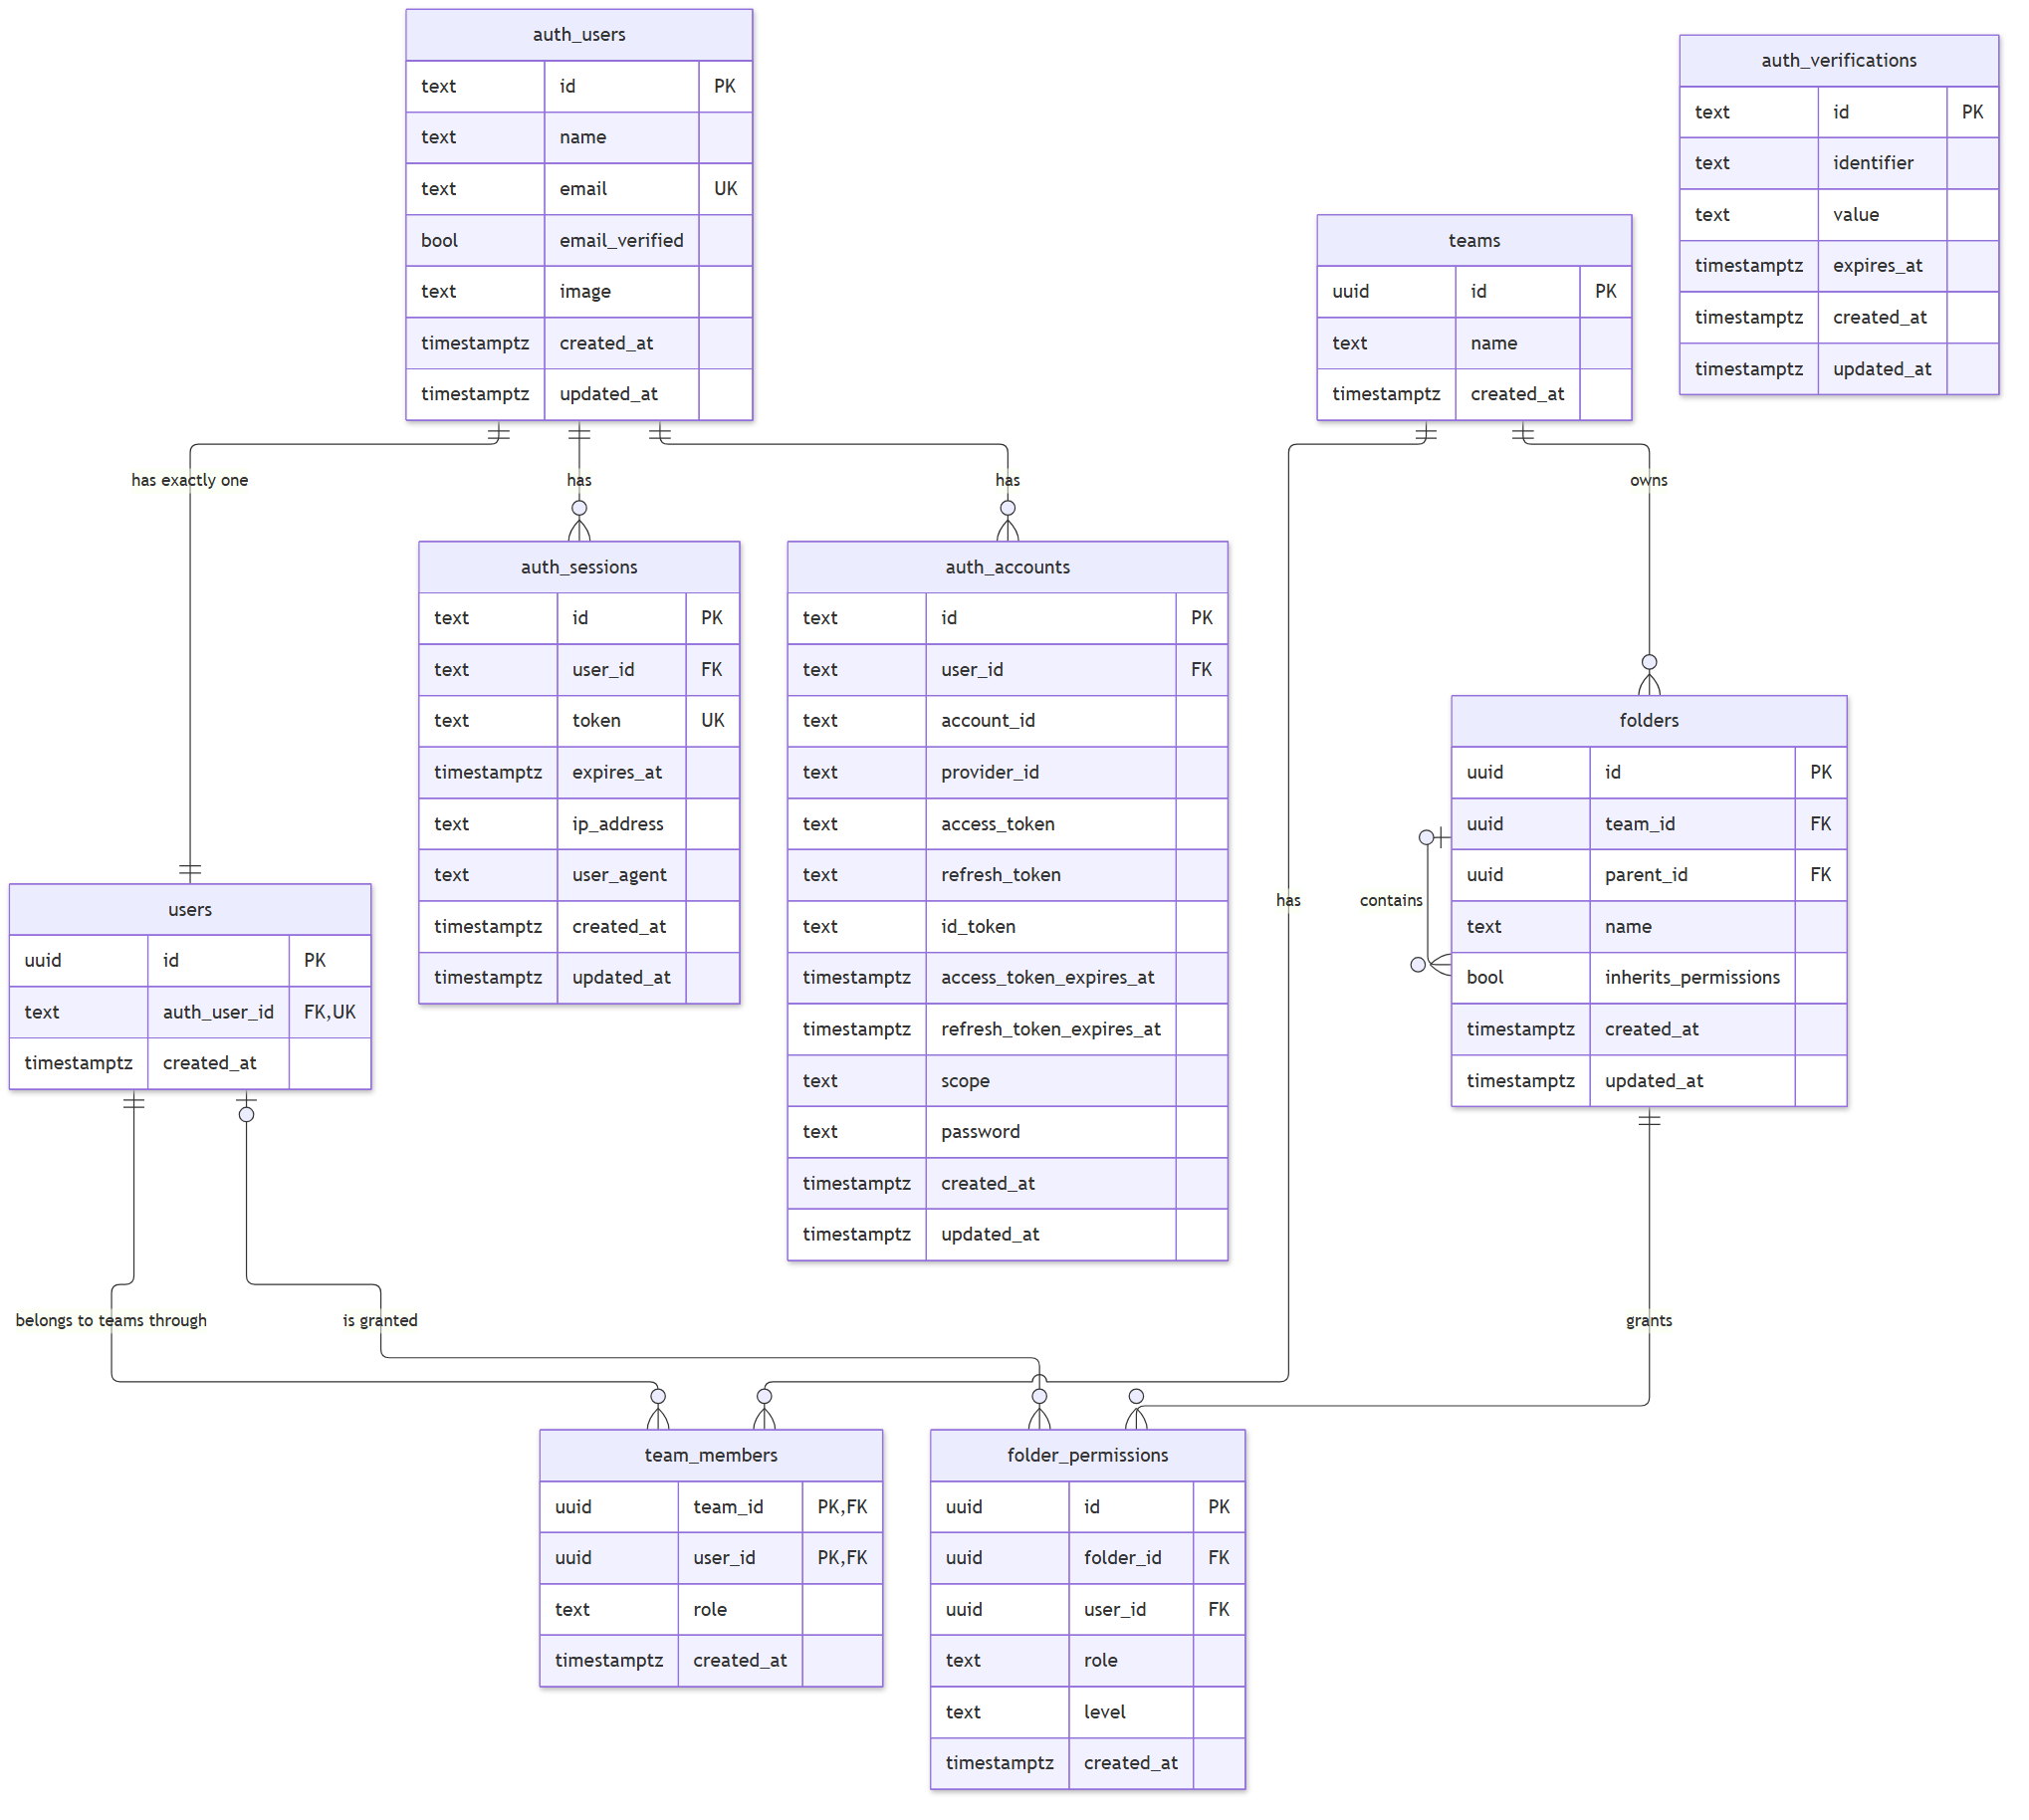 auth_users
text id PK
text name
text email UK
bool email_verified
text image
timestamptz created_at
timestamptz updated_at
auth_verifications
text id PK
text identifier
text value
timestamptz expires_at
timestamptz created_at
timestamptz updated_at
teams
uuid id PK
text name
timestamptz created_at
has exactly one
has
has
owns
auth_sessions
text id PK
text user_id FK
text token UK
timestamptz expires_at
text ip_address
text user_agent
timestamptz created_at
timestamptz updated_at
auth_accounts
text id PK
text user_id FK
text account_id
text provider_id
text access_token
text refresh_token
text id_token
timestamptz access_token_expires_at
timestamptz refresh_token_expires_at
text scope
text password
timestamptz created_at
timestamptz updated_at
folders
uuid id PK
uuid team_id FK
uuid parent_id FK
text name
bool inherits_permissions
timestamptz created_at
timestamptz updated_at
has
contains
users
uuid id PK
text auth_user_id FK,UK
timestamptz created_at
belongs to teams through
is granted
grants
team_members
uuid team_id PK,FK
uuid user_id PK,FK
text role
timestamptz created_at
folder_permissions
uuid id PK
uuid folder_id FK
uuid user_id FK
text role
text level
timestamptz created_at